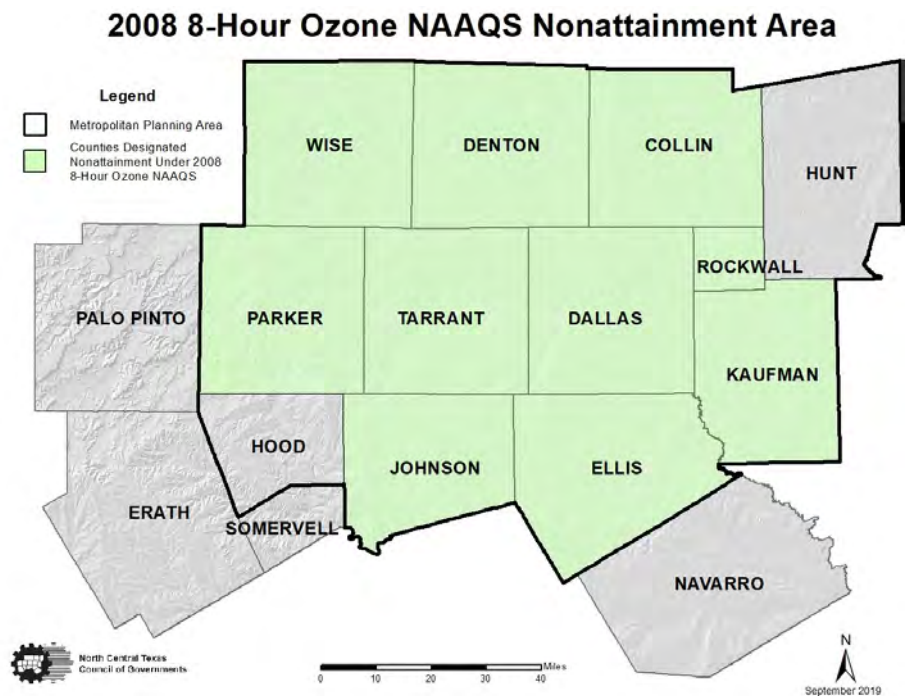 2008 8-Hour Ozone NAAQS Nonattainment Area
Legend
Metropolitan Planning Area
Counties Designated
Nonattainment Under 2008
8-Hour Ozone NAAQS
WISE
DENTON
COLLIN
HUNT
ROCKWALL
PALO PINTO
PARKER
TARRANT
DALLAS
KAUFMAN
HOOD
JOHNSON
ELLIS
ERATH
SOMERVELL
NAVARRO
North Central Texas
Council of Governments
Miles
0 10 20 30 40
N
September 2019